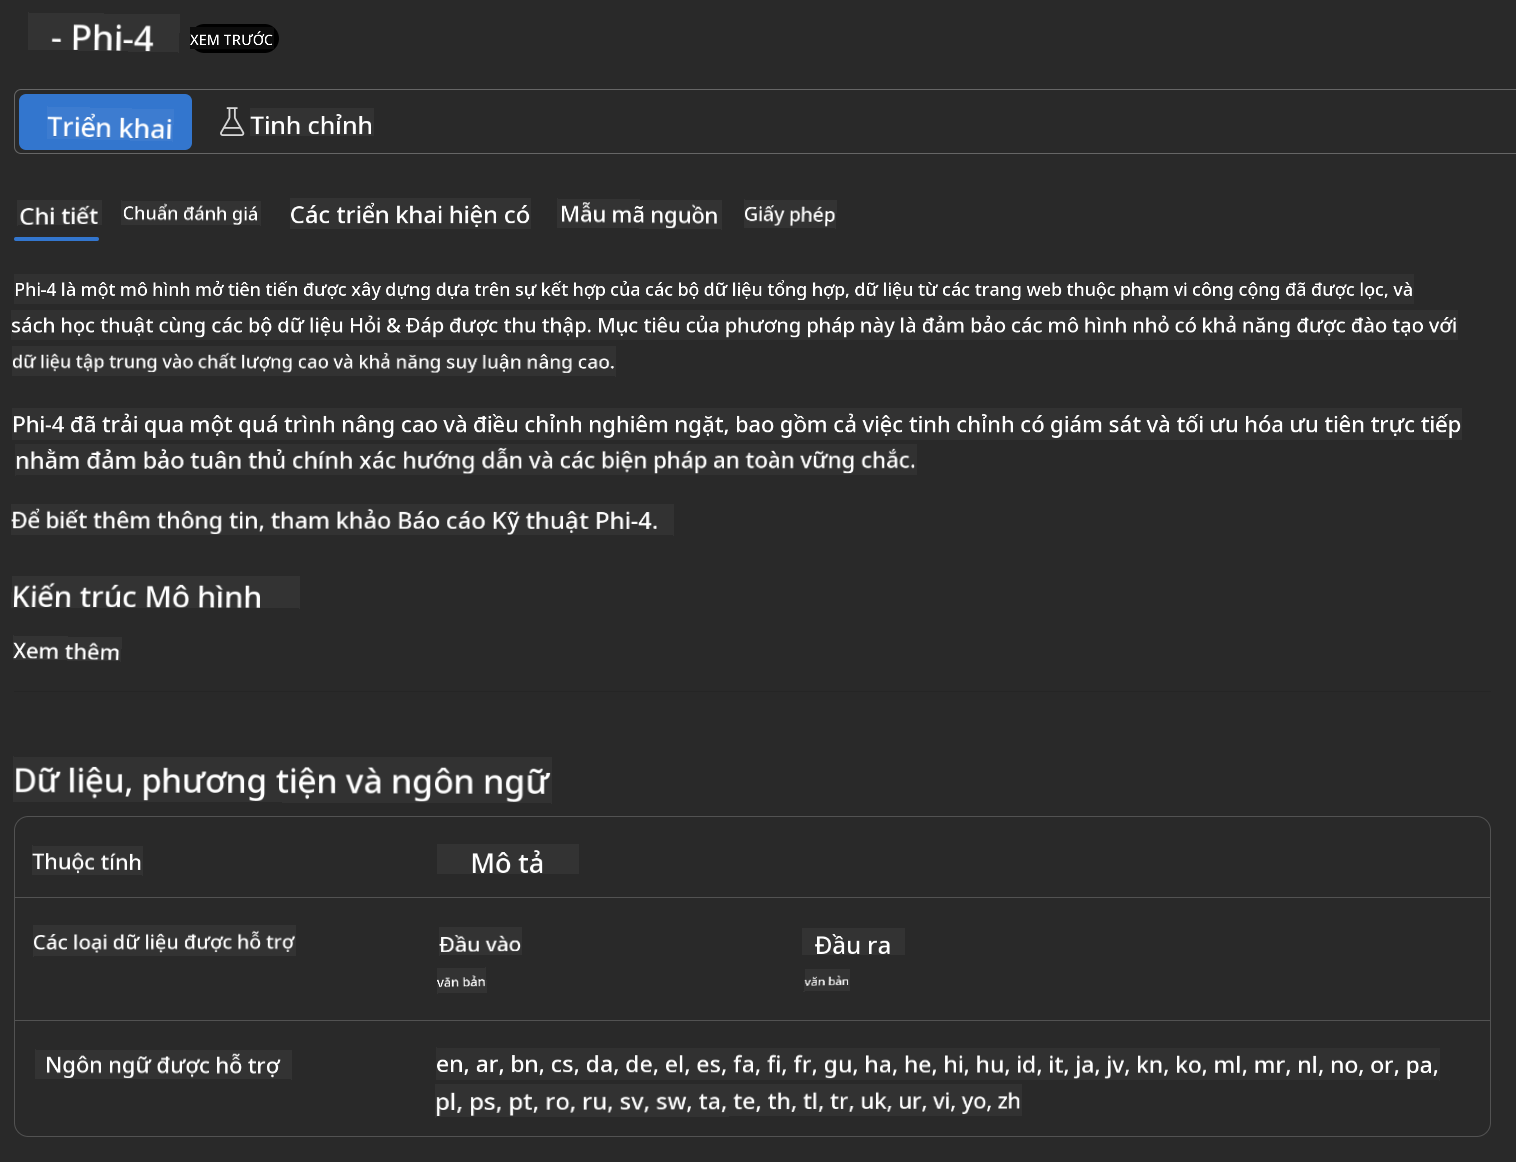 - Phi-4
XEM TRƯỚC
Triển khai
Tinh chỉnh
Chi tiết
Chuẩn đánh giá
Các triển khai hiện có
Mẫu mã nguồn
Giấy phép
Phi-4 là một mô hình mở tiên tiến được xây dựng dựa trên sự kết hợp của các bộ dữ liệu tổng hợp, dữ liệu từ các trang web thuộc phạm vi công cộng đã được lọc, và
sách học thuật cùng các bộ dữ liệu Hỏi & Đáp được thu thập. Mục tiêu của phương pháp này là đảm bảo các mô hình nhỏ có khả năng được đào tạo với
dữ liệu tập trung vào chất lượng cao và khả năng suy luận nâng cao.
Phi-4 đã trải qua một quá trình nâng cao và điều chỉnh nghiêm ngặt, bao gồm cả việc tinh chỉnh có giám sát và tối ưu hóa ưu tiên trực tiếp
nhằm đảm bảo tuân thủ chính xác hướng dẫn và các biện pháp an toàn vững chắc.
Để biết thêm thông tin, tham khảo Báo cáo Kỹ thuật Phi-4.
Kiến trúc Mô hình
Xem thêm
Dữ liệu, phương tiện và ngôn ngữ
Thuộc tính
Mô tả
Các loại dữ liệu được hỗ trợ
Đầu vào
Đầu ra
văn bản
văn bản
Ngôn ngữ được hỗ trợ
en, ar, bn, cs, da, de, el, es, fa, fi, fr, gu, ha, he, hi, hu, id, it, ja, jv, kn, ko, ml, mr, nl, no, or, pa,
pl, ps, pt, ro, ru, sv, sw, ta, te, th, tl, tr, uk, ur, vi, yo, zh